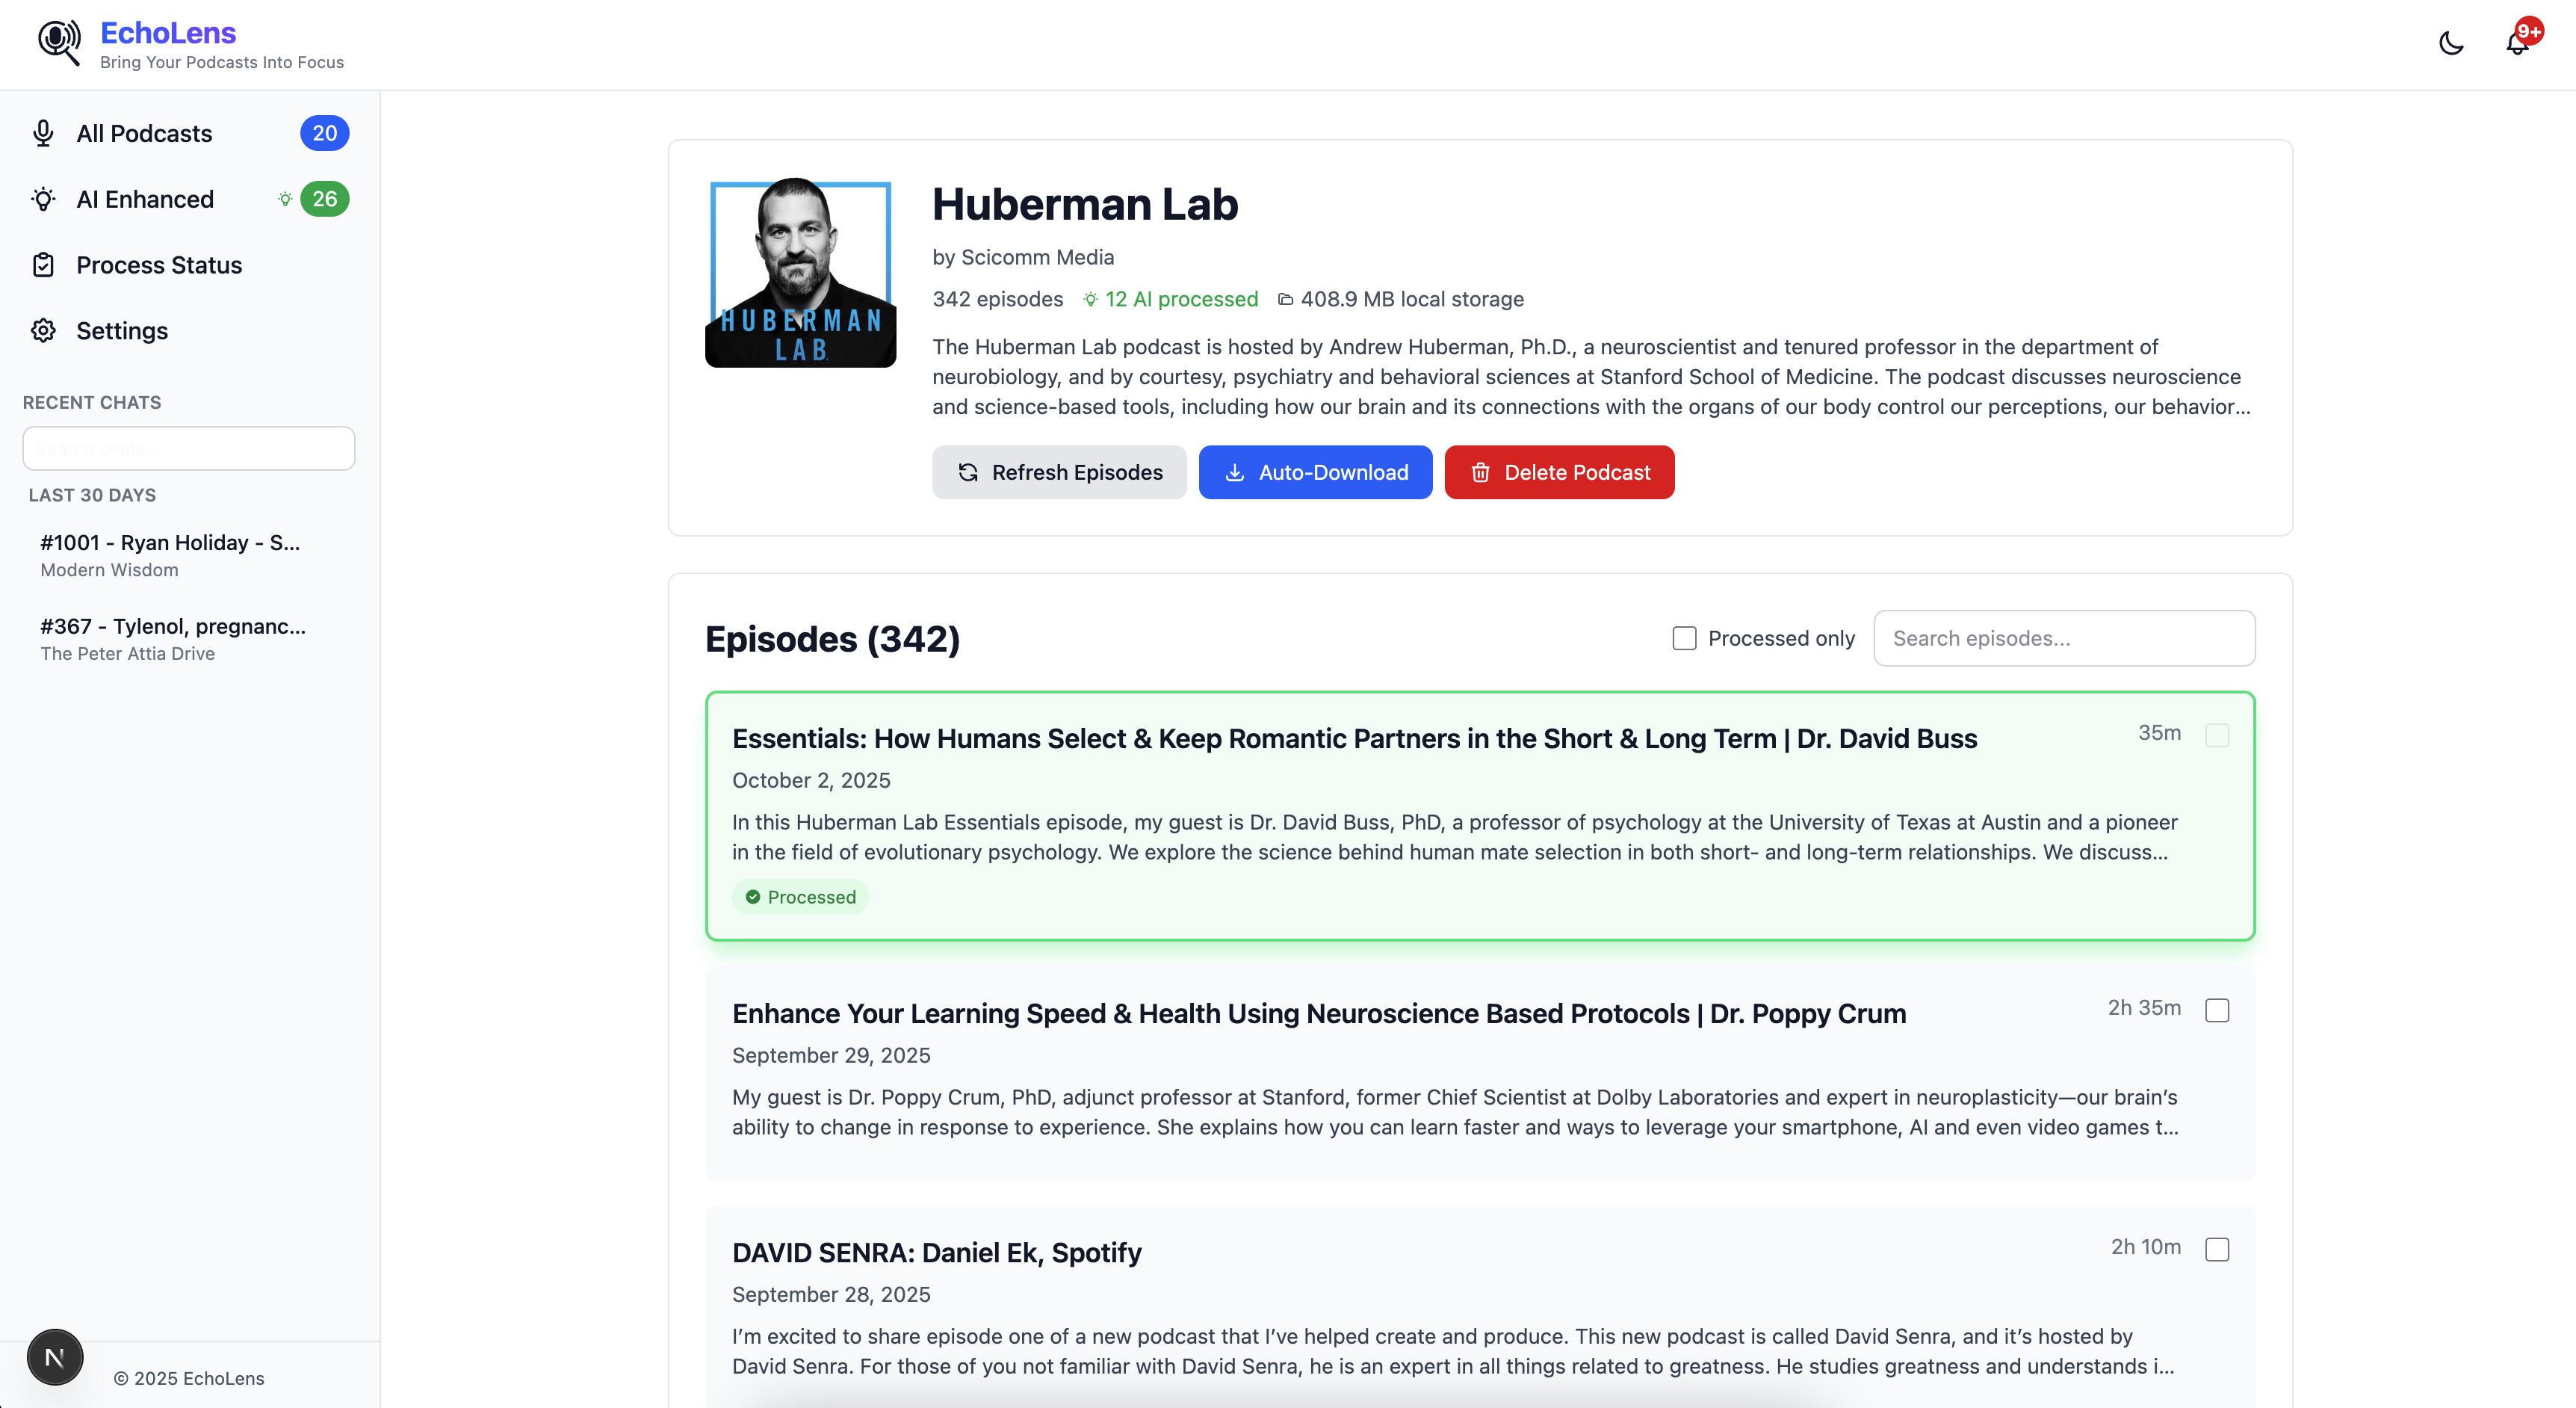 EchoLens
Bring Your Podcasts Into Focus
9+
All Podcasts 20
AI Enhanced 26
Process Status
Settings
RECENT CHATS
Search chats...
LAST 30 DAYS
#1001 - Ryan Holiday - S...
Modern Wisdom
#367 - Tylenol, pregnanc...
The Peter Attia Drive
N
© 2025 EchoLens
HUBERMAN
LAB
Huberman Lab
by Scicomm Media
342 episodes 12 AI processed 408.9 MB local storage
The Huberman Lab podcast is hosted by Andrew Huberman, Ph.D., a neuroscientist and tenured professor in the department of
neurobiology, and by courtesy, psychiatry and behavioral sciences at Stanford School of Medicine. The podcast discusses neuroscience
and science-based tools, including how our brain and its connections with the organs of our body control our perceptions, our behavior...
Refresh Episodes Auto-Download Delete Podcast
Episodes (342) Processed only Search episodes...
Essentials: How Humans Select & Keep Romantic Partners in the Short & Long Term | Dr. David Buss 35m
October 2, 2025
In this Huberman Lab Essentials episode, my guest is Dr. David Buss, PhD, a professor of psychology at the University of Texas at Austin and a pioneer
in the field of evolutionary psychology. We explore the science behind human mate selection in both short- and long-term relationships. We discuss...
Processed
Enhance Your Learning Speed & Health Using Neuroscience Based Protocols | Dr. Poppy Crum 2h 35m
September 29, 2025
My guest is Dr. Poppy Crum, PhD, adjunct professor at Stanford, former Chief Scientist at Dolby Laboratories and expert in neuroplasticity—our brain’s
ability to change in response to experience. She explains how you can learn faster and ways to leverage your smartphone, AI and even video games t...
DAVID SENRA: Daniel Ek, Spotify 2h 10m
September 28, 2025
I’m excited to share episode one of a new podcast that I’ve helped create and produce. This new podcast is called David Senra, and it’s hosted by
David Senra. For those of you not familiar with David Senra, he is an expert in all things related to greatness. He studies greatness and understands i...